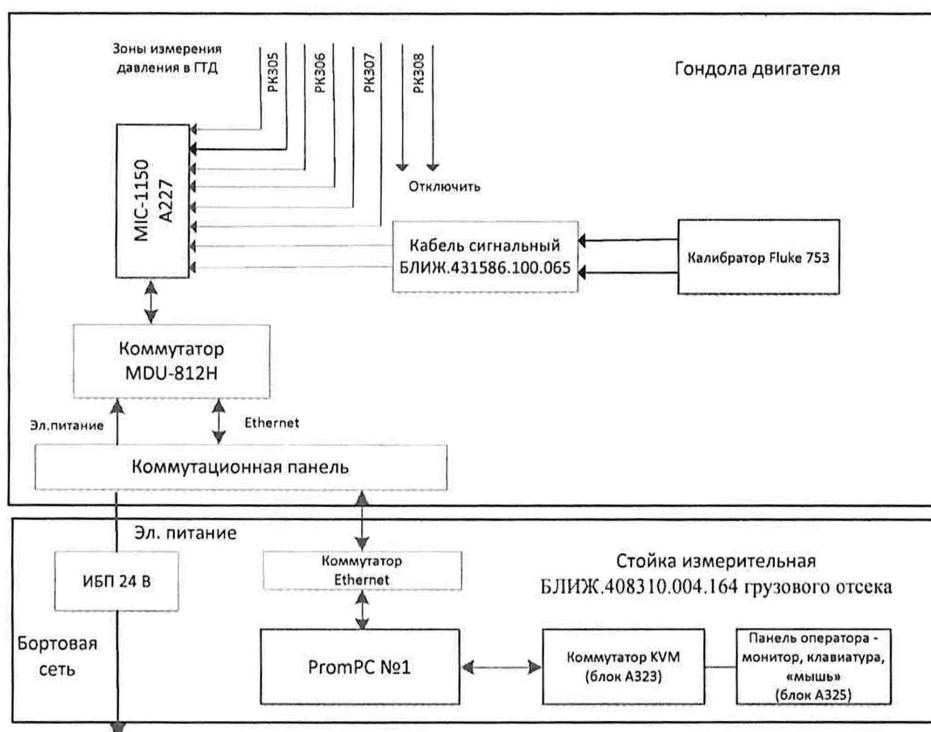 Зоны измерения
давления в ГТД
РК305
РК306
РК307
РК308
Гондола двигателя
Отключить
MIC-1150
A227
Кабель сигнальный
БЛИЖ.431586.100.065
Калибратор Fluke 753
Коммутатор
MDU-812H
Эл.питание
Ethernet
Коммутационная панель
Эл. питание
ИБП 24 В
Коммутатор
Ethernet
Стойка измерительная
БЛИЖ.408310.004.164 грузового отсека
Бортовая
сеть
PromPC №1
Коммутатор KVM
(блок А323)
Панель оператора -
монитор, клавиатура,
«мышь»
(блок А325)